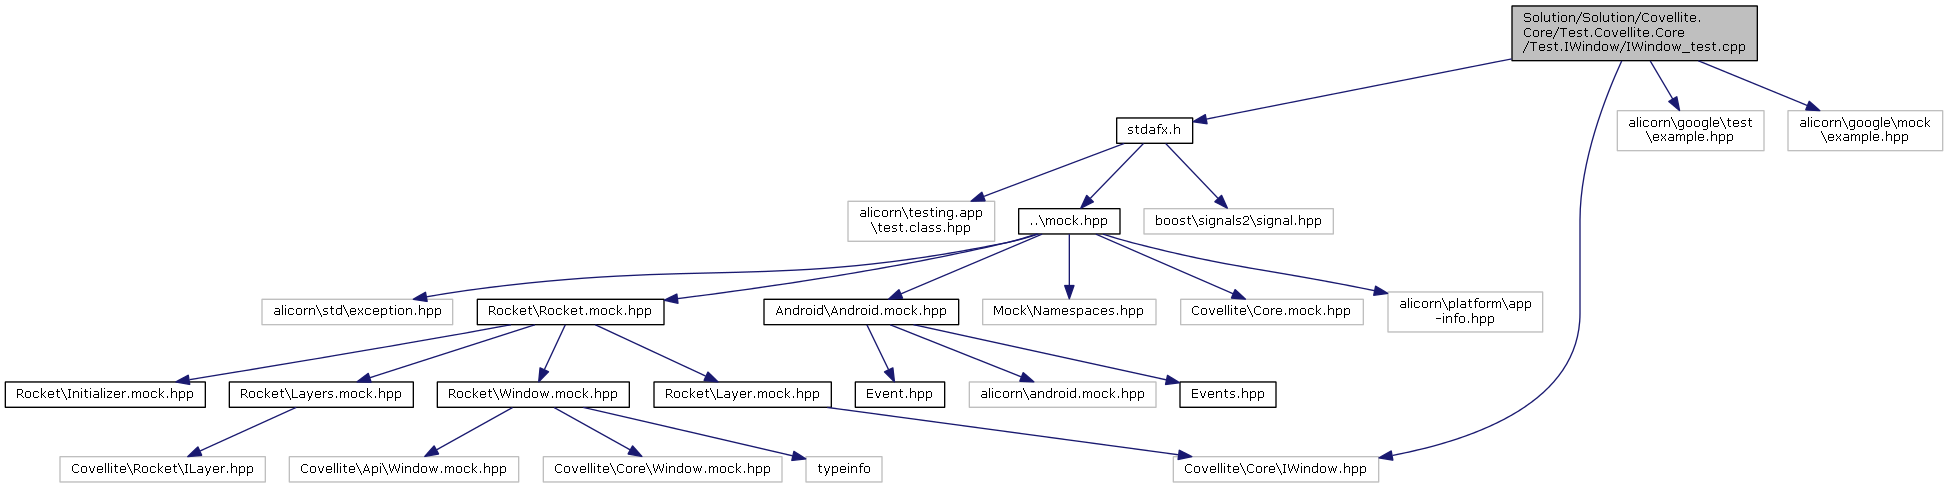 Solution/Solution/Covellite.
Core/Test.Covellite.Core
/Test.IWindow/IWindow_test.cpp
stdafx.h
alicorn\google\test
\example.hpp
alicorn\google\mock
\example.hpp
alicorn\testing.app
\test.class.hpp
..\mock.hpp
boost\signals2\signal.hpp
alicorn\std\exception.hpp
Rocket\Rocket.mock.hpp
Android\Android.mock.hpp
Mock\Namespaces.hpp
Covellite\Core.mock.hpp
alicorn\platform\app
-info.hpp
Rocket\Initializer.mock.hpp
Rocket\Layers.mock.hpp
Rocket\Window.mock.hpp
Rocket\Layer.mock.hpp
Event.hpp
alicorn\android.mock.hpp
Events.hpp
Covellite\Rocket\ILayer.hpp
Covellite\Api\Window.mock.hpp
Covellite\Core\Window.mock.hpp
typeinfo
Covellite\Core\IWindow.hpp